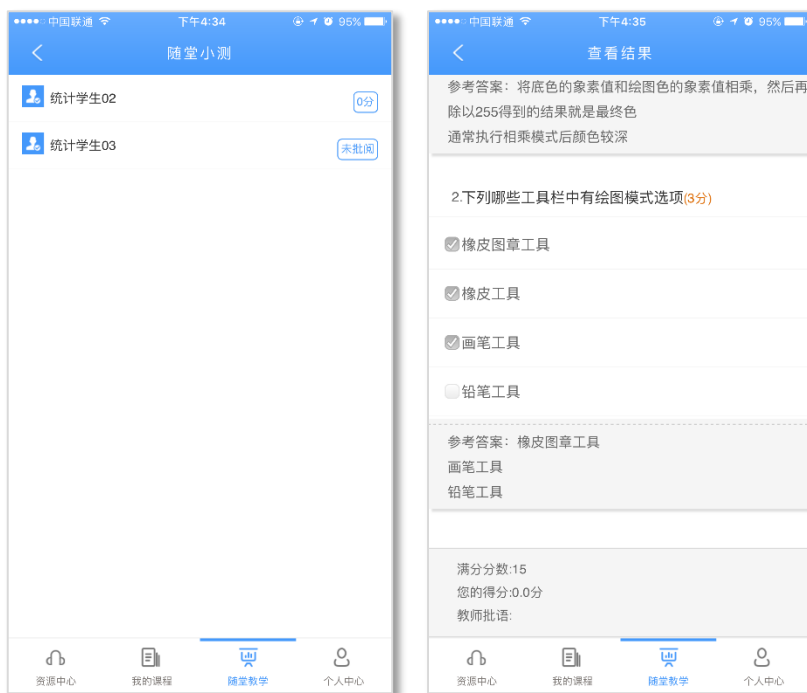 中国联通 下午4:34 95%
随堂小测
统计学生02
0分
统计学生03
未批阅
资源中心 我的课程 随堂教学 个人中心
中国联通 下午4:35 95%
查看结果
参考答案：将底色的象素值和绘图色的象素值相乘，然后再
除以255得到的结果就是最终色
通常执行相乘模式后颜色较深
2.下列哪些工具栏中有绘图模式选项(3分)
橡皮图章工具
橡皮工具
画笔工具
铅笔工具
参考答案：橡皮图章工具
画笔工具
铅笔工具
满分分数:15
您的得分:0.0分
教师批语:
资源中心 我的课程 随堂教学 个人中心